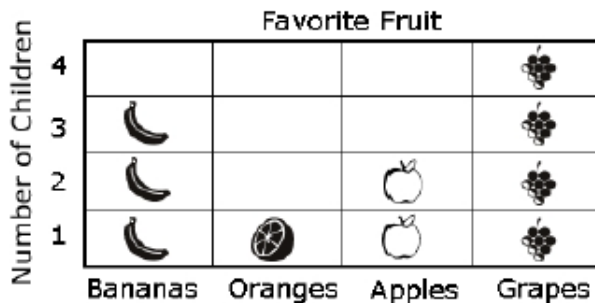 Favorite Fruit
Number of Children
4
3
2
1
Bananas Oranges Apples Grapes